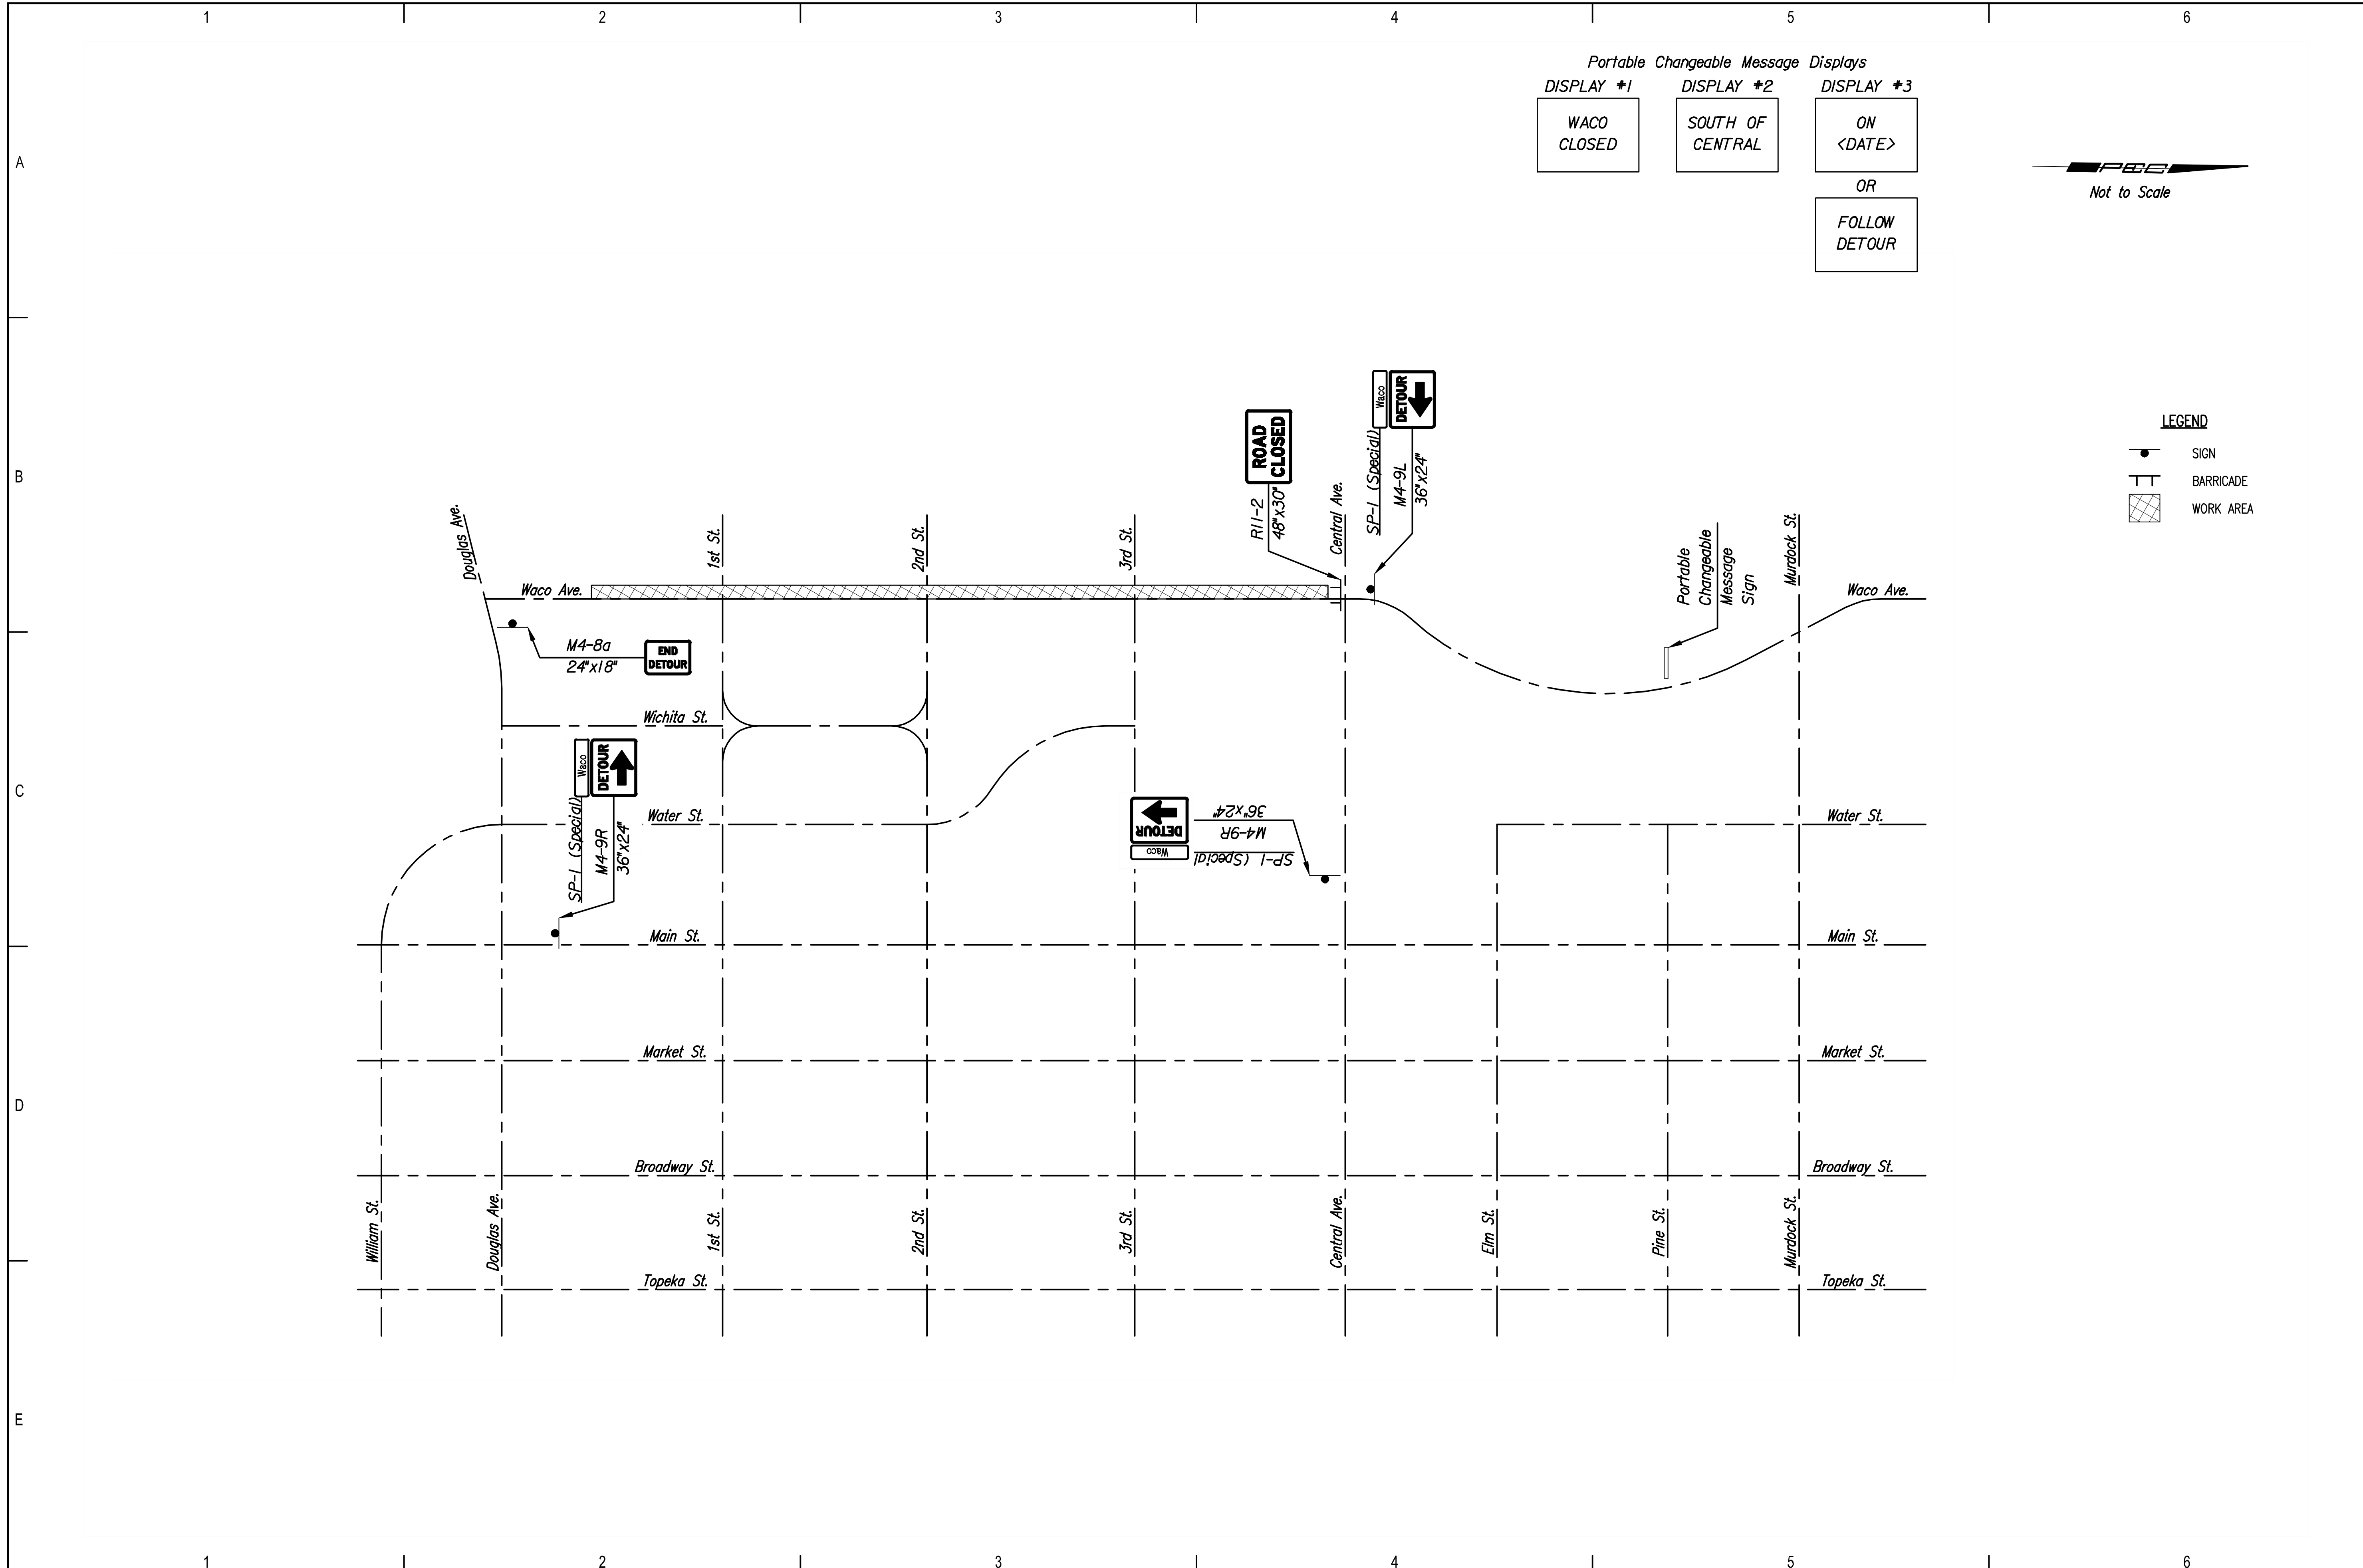 1 2 3 4 5 6
Portable Changeable Message Displays
DISPLAY #1 DISPLAY #2 DISPLAY #3
WACO
CLOSED
SOUTH OF
CENTRAL
ON
<DATE>
OR
FOLLOW
DETOUR
PEC
Not to Scale
A
B
C
D
E
LEGEND
SIGN
BARRICADE
WORK AREA
ROAD
CLOSED
R11-2
48"x30"
Waco
DETOUR
SP-1 (Special)
M4-9L
36"x24"
Douglas Ave.
1st St.
2nd St.
3rd St.
Central Ave.
Murdock St.
Portable
Changeable
Message
Sign
Waco Ave.
Waco Ave.
M4-8a
24"x18"
END
DETOUR
Wichita St.
Waco
DETOUR
SP-1 (Special)
M4-9R
36"x24"
Water St.
Water St.
Waco
DETOUR
SP-1 (Special)
M4-9R
36"x24"
Main St.
Main St.
Market St.
Market St.
Broadway St.
Broadway St.
William St.
Douglas Ave.
1st St.
2nd St.
3rd St.
Central Ave.
Elm St.
Pine St.
Murdock St.
Topeka St.
Topeka St.
1 2 3 4 5 6